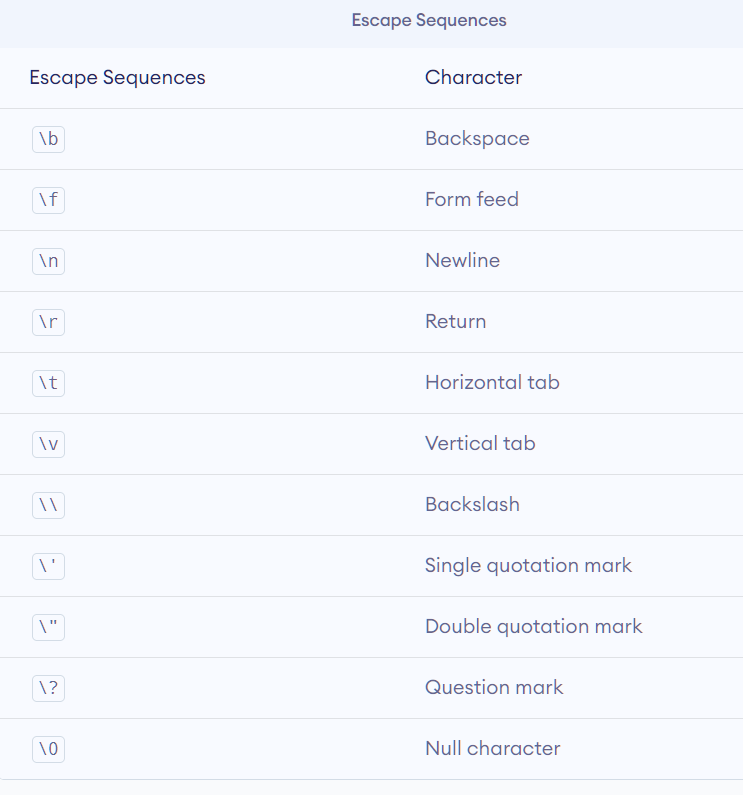 Escape Sequences
Escape Sequences Character
\b Backspace
\f Form feed
\n Newline
\r Return
\t Horizontal tab
\v Vertical tab
\\ Backslash
\' Single quotation mark
\" Double quotation mark
\? Question mark
\0 Null character